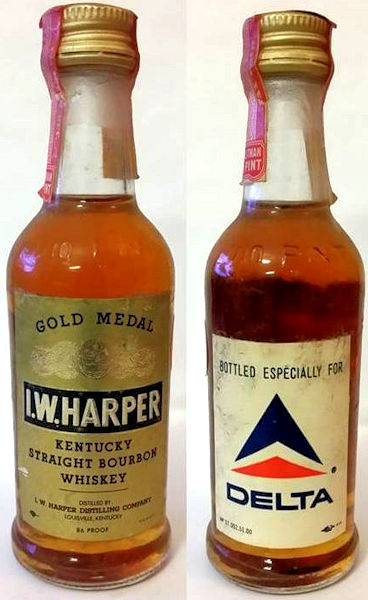 GOLD MEDAL
I.W. HARPER
KENTUCKY
STRAIGHT BOURBON
WHISKEY
DISTILLED BY
I. W. HARPER DISTILLING COMPANY
LOUISVILLE, KENTUCKY
86 PROOF
PINT
BOTTLED ESPECIALLY FOR
®
DELTA